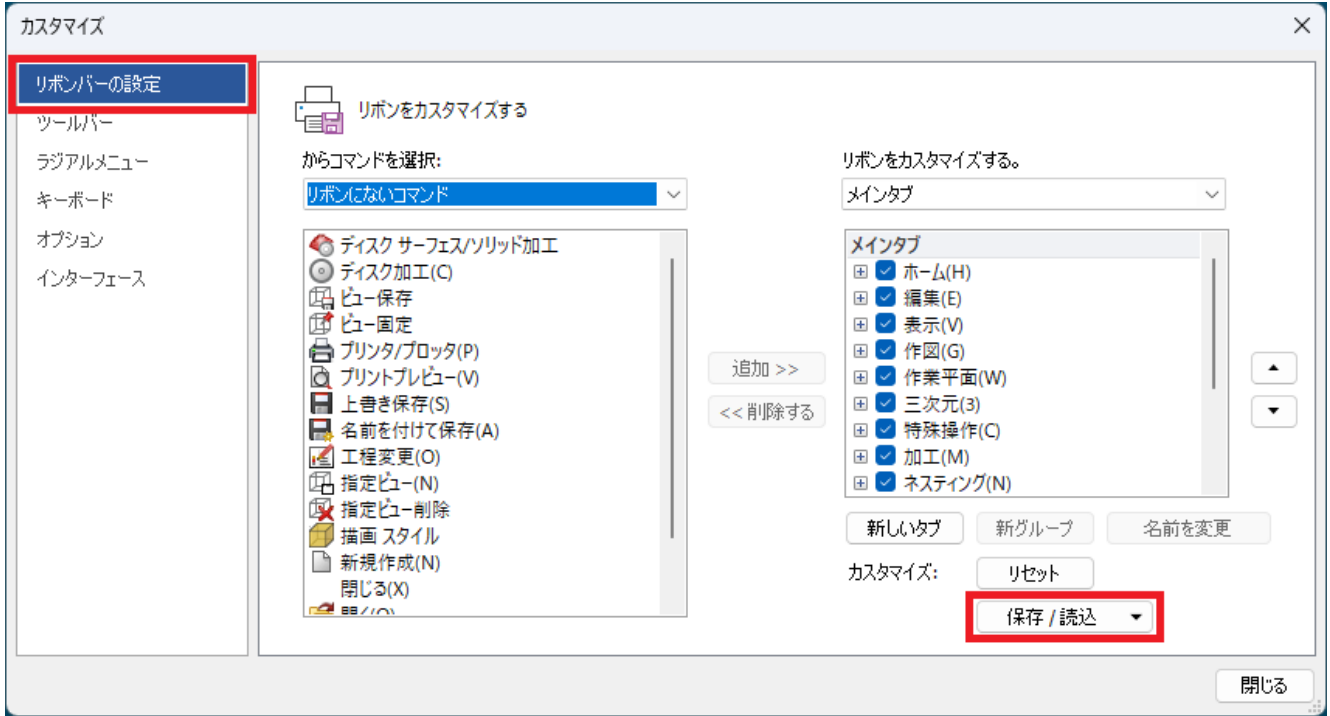 カスタマイズ
リボンバーの設定
ツールバー
ラジアルメニュー
キーボード
オプション
インターフェース
リボンをカスタマイズする
からコマンドを選択:
リボンにないコマンド
ディスク サーフェス/ソリッド加工
ディスク加工(C)
ビュー保存
ビュー固定
プリンタ/プロッタ(P)
プリントプレビュー(V)
上書き保存(S)
名前を付けて保存(A)
工程変更(O)
指定ビュー(N)
指定ビュー削除
描画 スタイル
新規作成(N)
閉じる(X)
開く(O)
追加 >>
<< 削除する
リボンをカスタマイズする。
メインタブ
メインタブ
ホーム(H)
編集(E)
表示(V)
作図(G)
作業平面(W)
三次元(3)
特殊操作(C)
加工(M)
ネスティング(N)
新しいタブ
新グループ
名前を変更
カスタマイズ:
リセット
保存 / 読込
閉じる